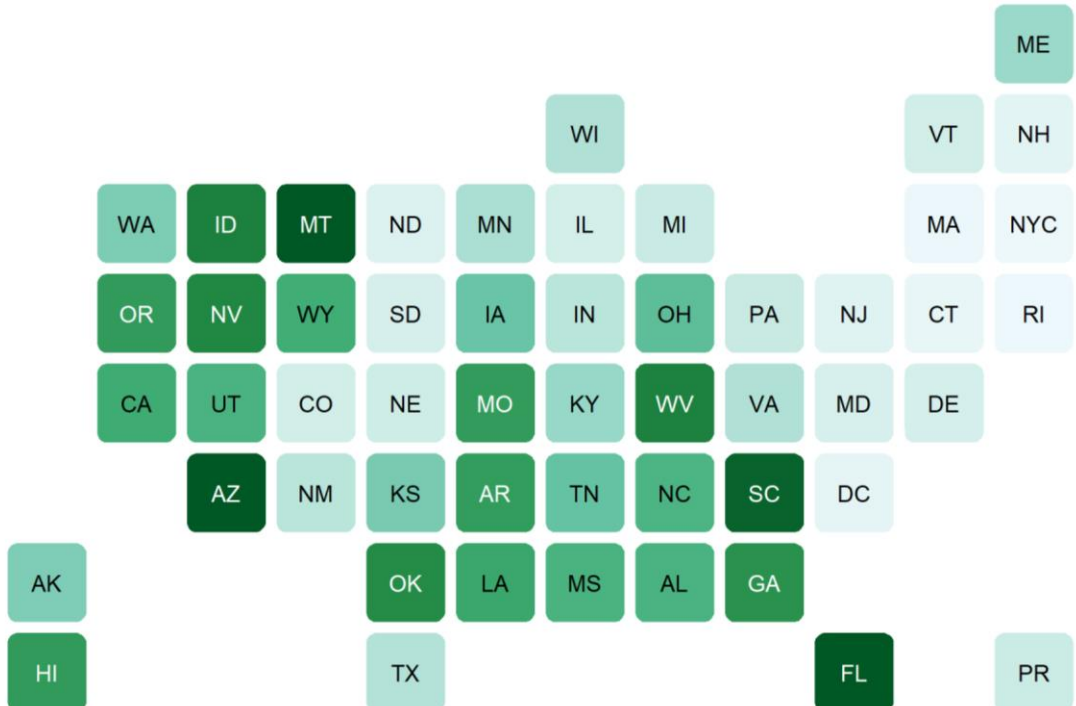 ME
WI VT NH
WA ID MT ND MN IL MI MA NYC
OR NV WY SD IA IN OH PA NJ CT RI
CA UT CO NE MO KY WV VA MD DE
AZ NM KS AR TN NC SC DC
AK OK LA MS AL GA
HI TX FL PR